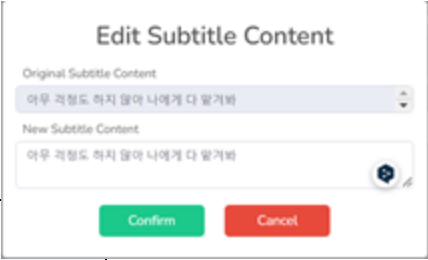 Edit Subtitle Content
Original Subtitle Content
아무 걱정도 하지 않아 나에게 다 맡겨봐
New Subtitle Content
아무 걱정도 하지 않아 나에게 다 맡겨봐
Confirm
Cancel